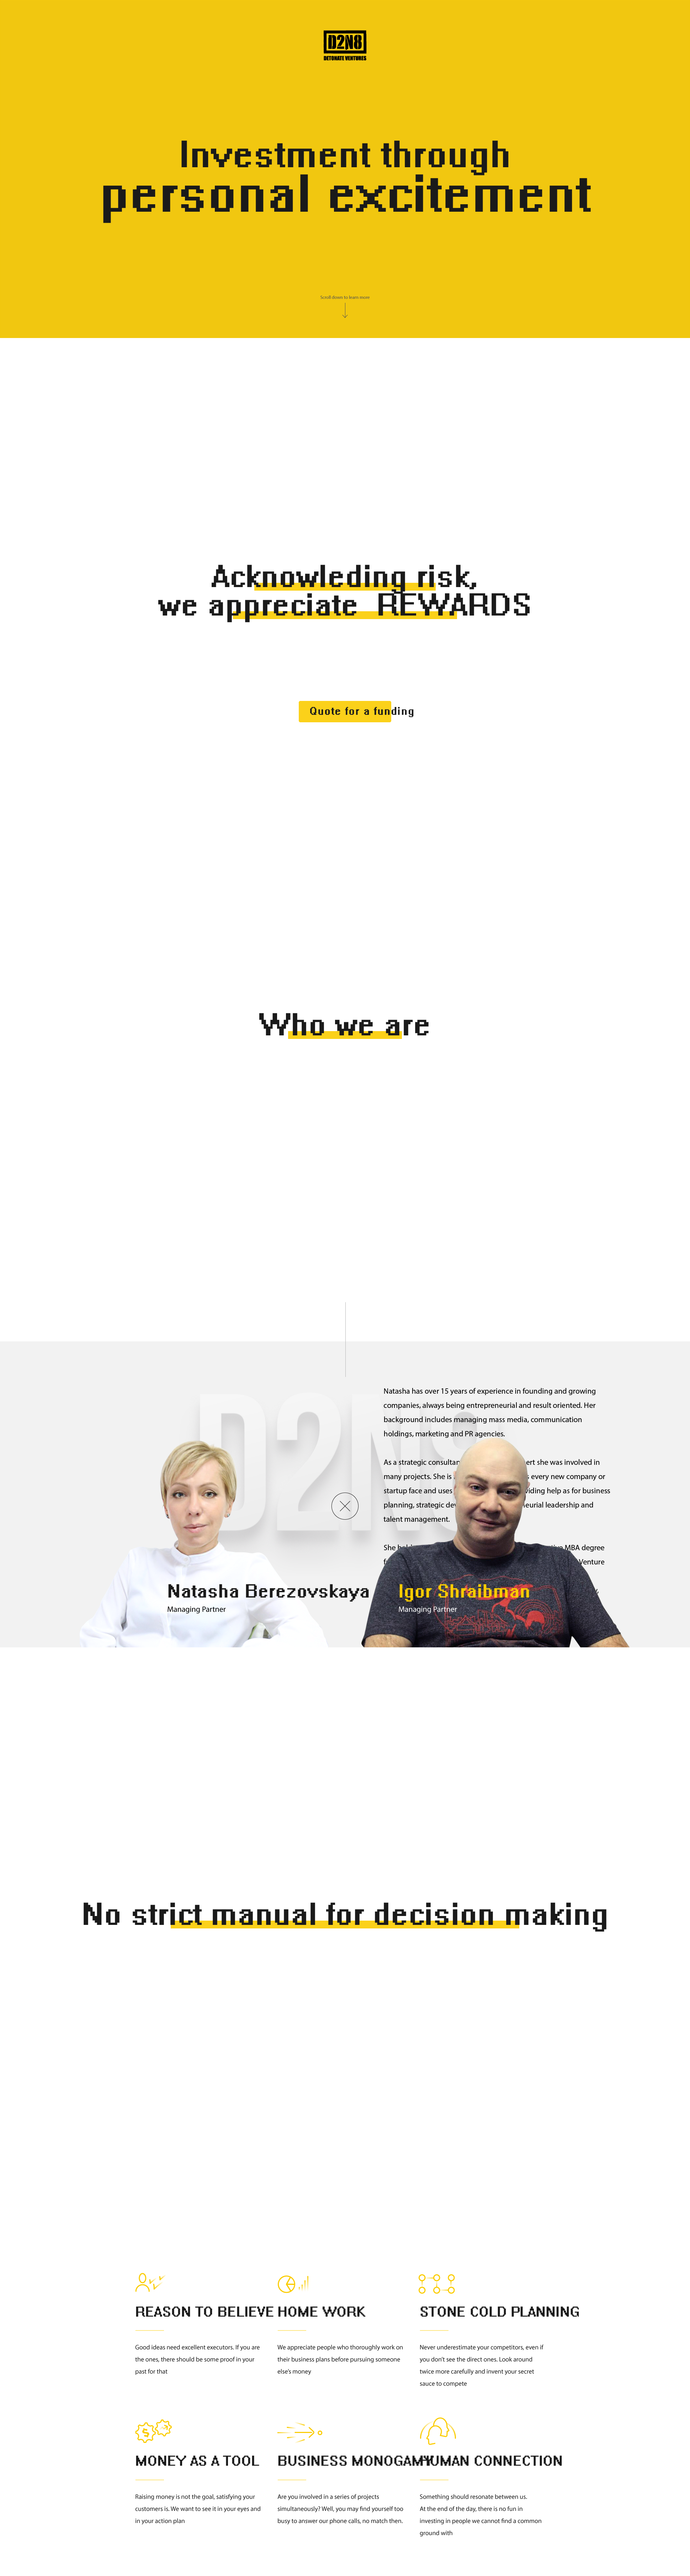 D2N8
DETONATE VENTURES
Investment through
personal excitement
Scroll down to learn more
Acknowleding risk,
we appreciate REWARDS
Quote for a funding
Who we are
D2N8
Natasha has over 15 years of experience in founding and growing
companies, always being entrepreneurial and result oriented. Her
background includes managing mass media, communication
holdings, marketing and PR agencies.
As a strategic ert she was involved in
many projects. She is every new company or
startup face and uses viding help as for business
planning, strategic neurial leadership and
talent management.
She MBA degree
Venture
Natasha Berezovskaya
Managing Partner
Igor Shraibman
Managing Partner
No strict manual for decision making
REASON TO BELIEVE
Good ideas need excellent executors. If you are
the ones, there should be some proof in your
past for that
HOME WORK
We appreciate people who thoroughly work on
their business plans before pursuing someone
else's money
STONE COLD PLANNING
Never underestimate your competitors, even if
you don't see the direct ones. Look around
twice more carefully and invent your secret
sauce to compete
MONEY AS A TOOL
Raising money is not the goal, satisfying your
customers is. We want to see it in your eyes and
in your action plan
BUSINESS MONOGAMY
Are you involved in a series of projects
simultaneously? Well, you may find yourself too
busy to answer our phone calls, no match then.
HUMAN CONNECTION
Something should resonate between us.
At the end of the day, there is no fun in
investing in people we cannot find a common
ground with